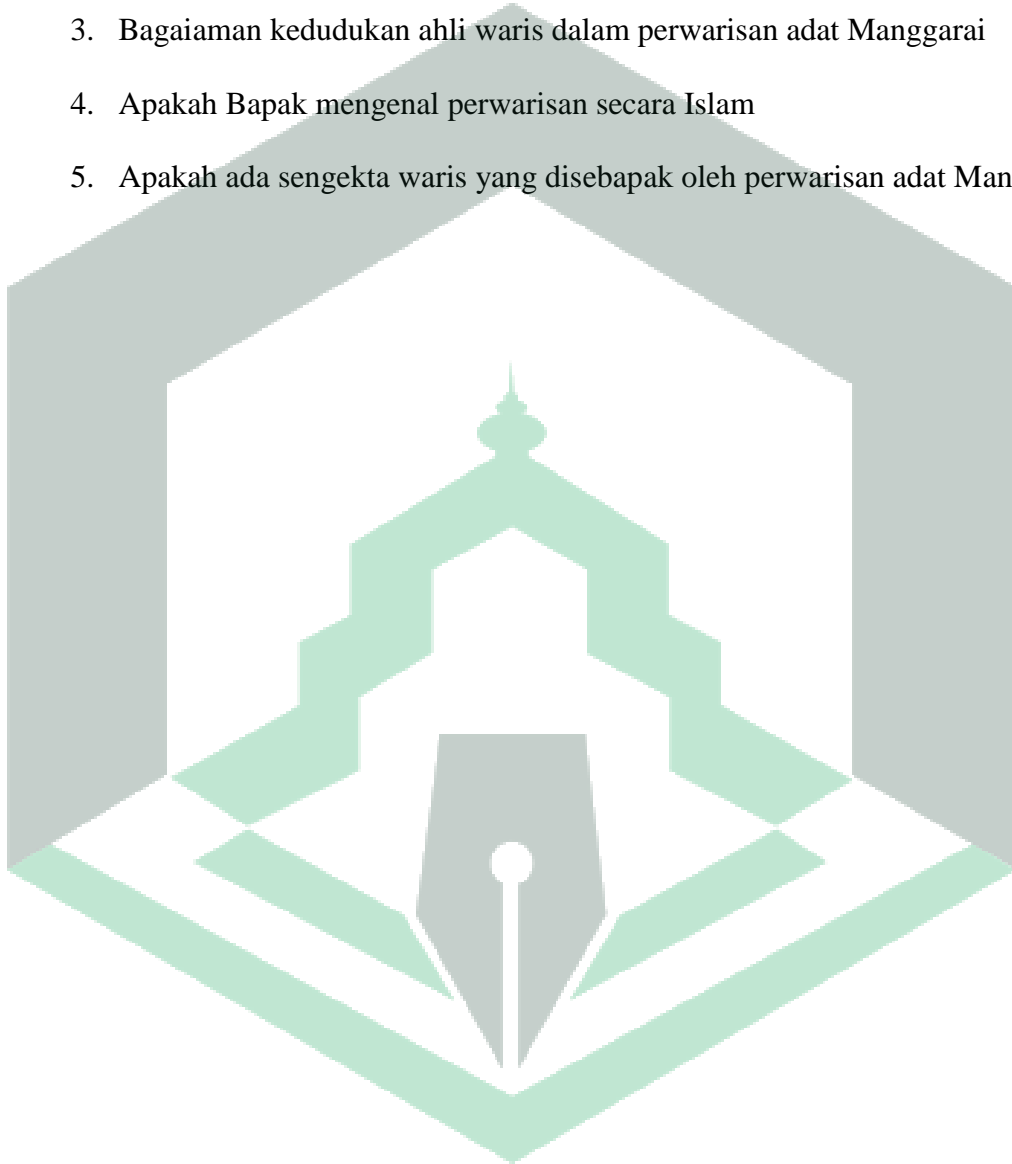 3. Bagaiaman kedudukan ahli waris dalam perwarisan adat Manggarai
4. Apakah Bapak mengenal perwarisan secara Islam
5. Apakah ada sengekta waris yang disebapak oleh perwarisan adat Man